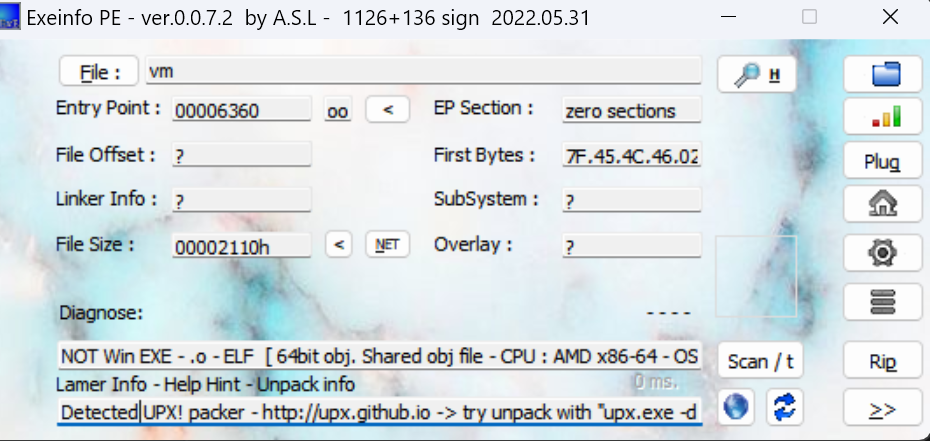 Exeinfo PE - ver.0.0.7.2 by A.S.L - 1126+136 sign 2022.05.31
File : vm H
Entry Point : 00006360 oo < EP Section : zero sections
File Offset : ? First Bytes : 7F.45.4C.46.02 Plug
Linker Info : ? SubSystem : ?
File Size : 00002110h < NET Overlay : ?
Diagnose: - - - -
NOT Win EXE - .o - ELF [ 64bit obj. Shared obj file - CPU : AMD x86-64 - OS Scan / t Rip
Lamer Info - Help Hint - Unpack info 0 ms.
Detected UPX! packer - http://upx.github.io -> try unpack with "upx.exe -d >>